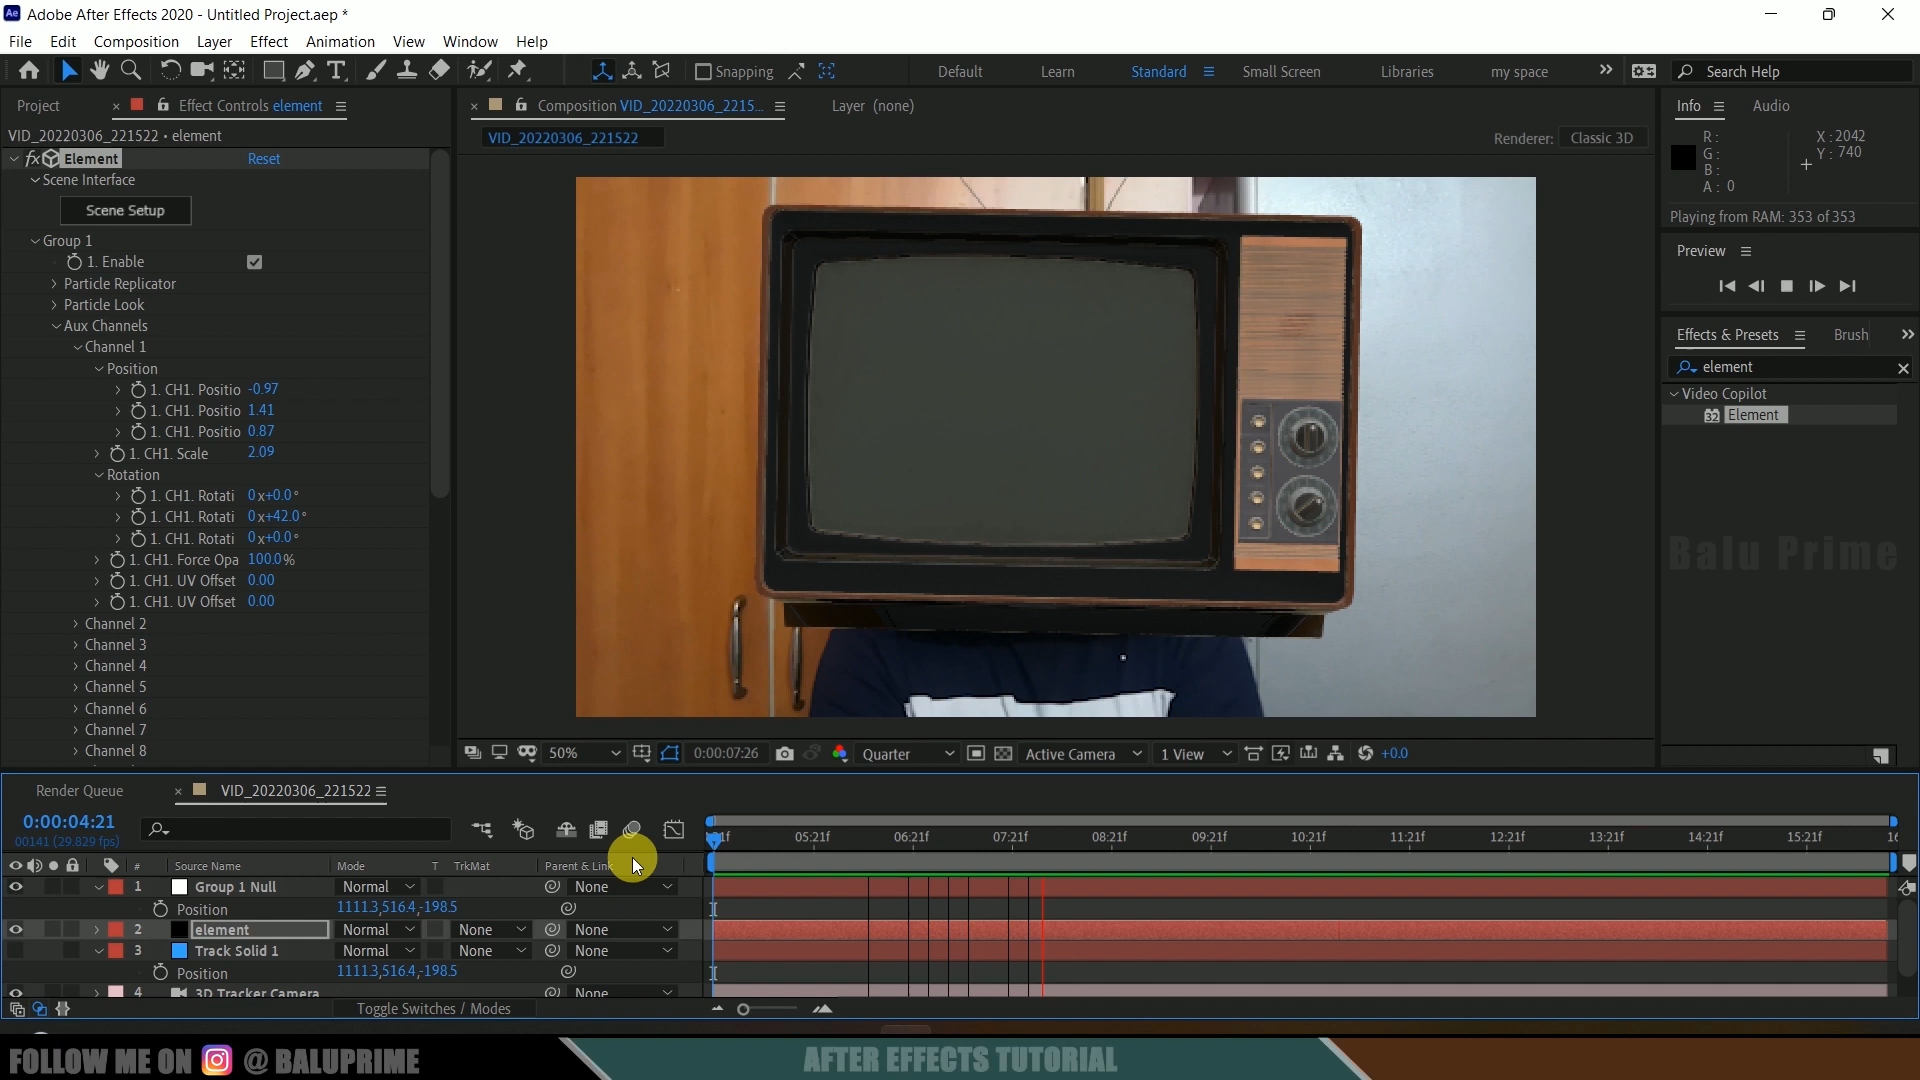 Adobe After Effects 2020 - Untitled Project.aep *
File Edit Composition Layer Effect Animation View Window Help
Snapping Default Learn Standard Small Screen Libraries my space Search Help
Project Effect Controls element Composition VID_20220306_2215... Layer (none) Info Audio
VID_20220306_221522 • element
VID_20220306_221522 Renderer: Classic 3D
R: X: 2042
G: Y: 740
B:
A: 0
Playing from RAM: 353 of 353
Preview
Effects & Presets Brush
element
Video Copilot
32 Element
fx Element Reset
Scene Interface
Scene Setup
Group 1
1. Enable
Particle Replicator
Particle Look
Aux Channels
Channel 1
Position
1. CH1. Positio -0.97
1. CH1. Positio 1.41
1. CH1. Positio 0.87
1. CH1. Scale 2.09
Rotation
1. CH1. Rotati 0x+0.0°
1. CH1. Rotati 0x+42.0°
1. CH1. Rotati 0x+0.0°
1. CH1. Force Opa 100.0%
1. CH1. UV Offset 0.00
1. CH1. UV Offset 0.00
Channel 2
Channel 3
Channel 4
Channel 5
Channel 6
Channel 7
Channel 8
Balu Prime
50% 0:00:07:26 Quarter Active Camera 1 View +0.0
Render Queue VID_20220306_221522
0:00:04:21
00141 (29.829 fps)
05:21f 06:21f 07:21f 08:21f 09:21f 10:21f 11:21f 12:21f 13:21f 14:21f 15:21f
# Source Name Mode T TrkMat Parent & Link
1 Group 1 Null Normal None
Position 1111.3,516.4,-198.5
2 element Normal None None
3 Track Solid 1 Normal None None
Position 1111.3,516.4,-198.5
4 3D Tracker Camera None
Toggle Switches / Modes
FOLLOW ME ON @ BALUPRIME AFTER EFFECTS TUTORIAL